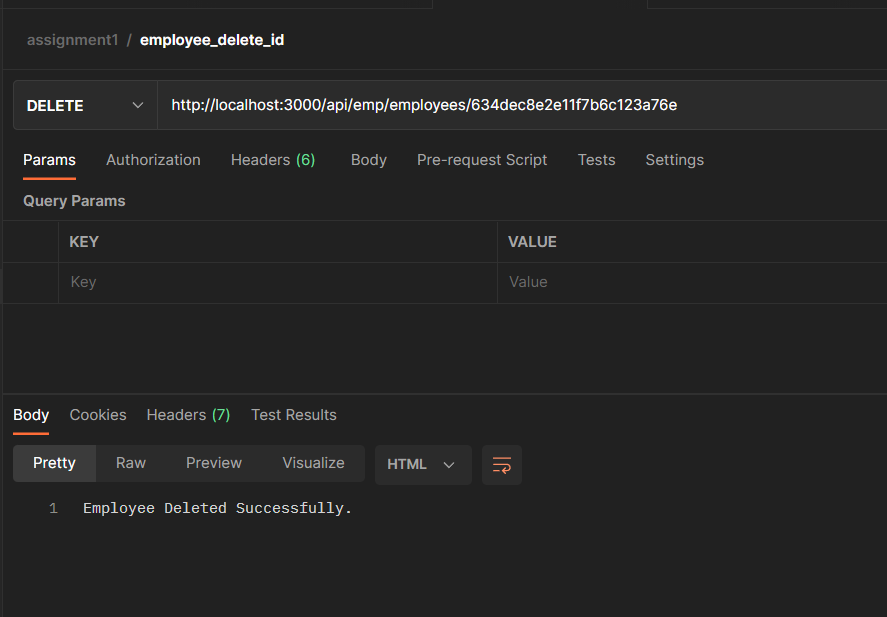 assignment1 / employee_delete_id
DELETE http://localhost:3000/api/emp/employees/634dec8e2e11f7b6c123a76e
Params Authorization Headers (6) Body Pre-request Script Tests Settings
Query Params
KEY VALUE
Key Value
Body Cookies Headers (7) Test Results
Pretty Raw Preview Visualize HTML
1 Employee Deleted Successfully.